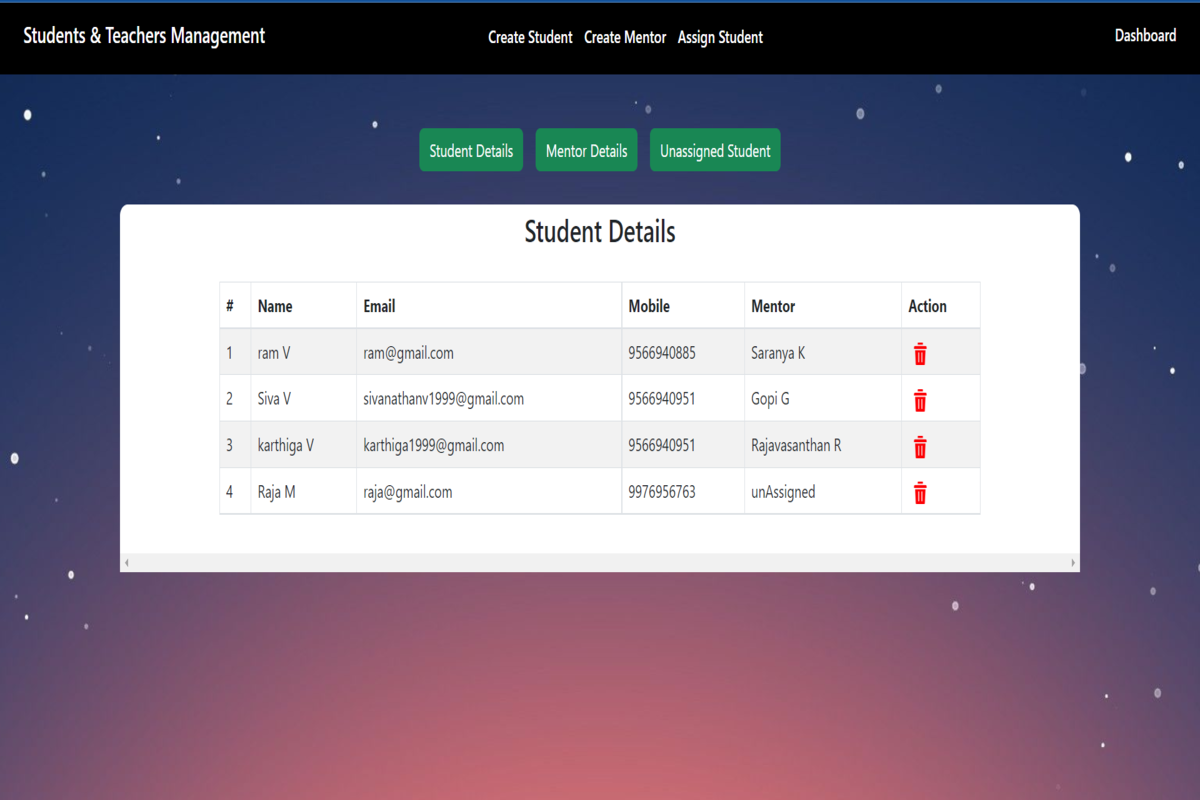 Students & Teachers Management Create Student Create Mentor Assign Student Dashboard
Student Details Mentor Details Unassigned Student
Student Details
# Name Email Mobile Mentor Action
1 ram V ram@gmail.com 9566940885 Saranya K
2 Siva V sivanathanv1999@gmail.com 9566940951 Gopi G
3 karthiga V karthiga1999@gmail.com 9566940951 Rajavasanthan R
4 Raja M raja@gmail.com 9976956763 unAssigned